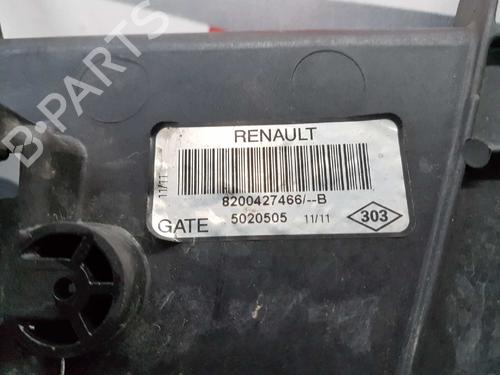 B-PARTS
RENAULT
11/11
8200427466/--B
GATE 5020505 11/11 303